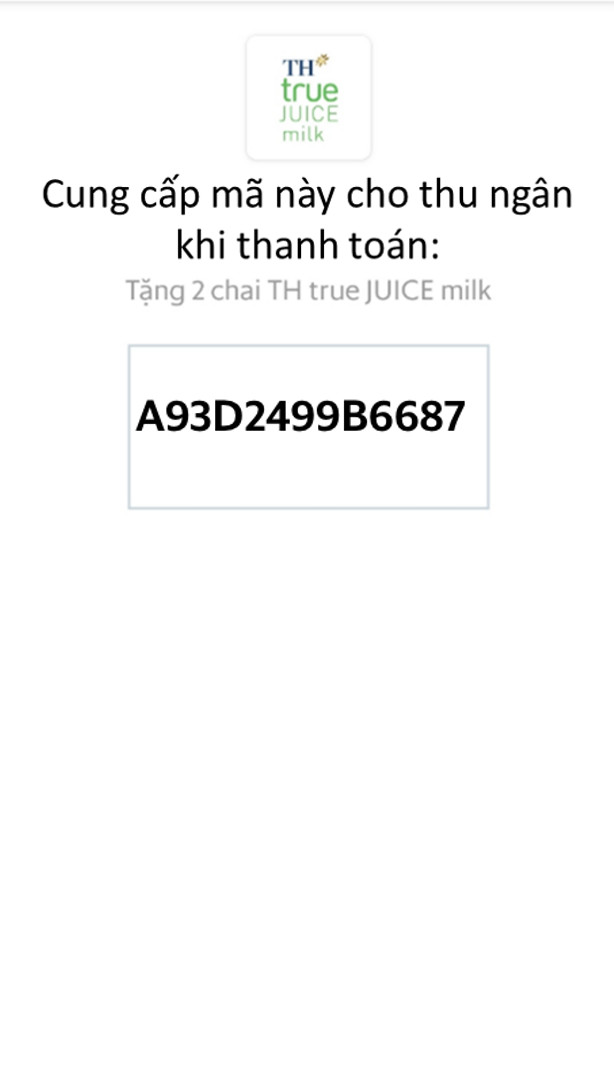 TH
true
JUICE
milk
Cung cấp mã này cho thu ngân
khi thanh toán:
Tặng 2 chai TH true JUICE milk
A93D2499B6687